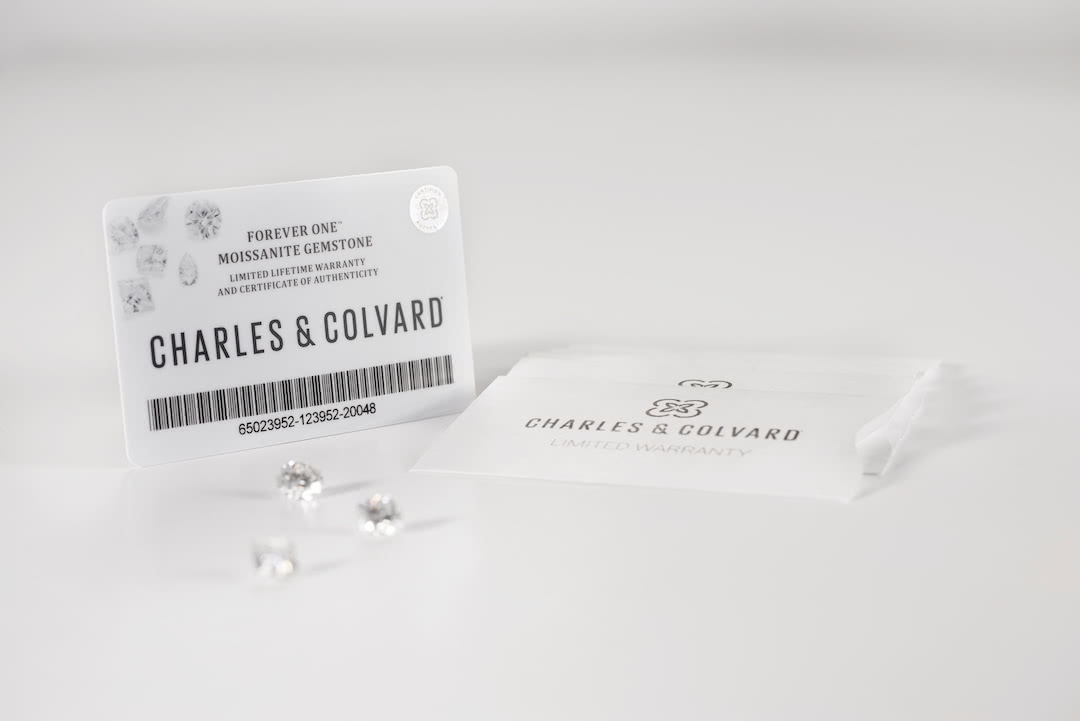 FOREVER ONE™
MOISSANITE GEMSTONE
LIMITED LIFETIME WARRANTY
AND CERTIFICATE OF AUTHENTICITY
CHARLES & COLVARD
65023952-123952-20048
CHARLES & COLVARD
LIMITED WARRANTY